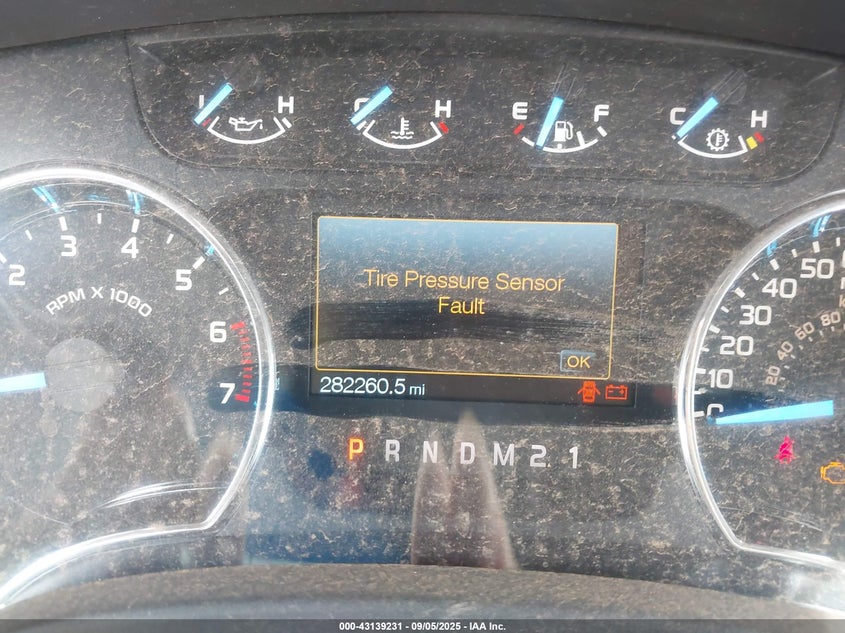 H
C H
E F
C H
2 3 4 5 6 7
RPM X 1000
Tire Pressure Sensor
Fault
OK
282260.5 mi
P R N D M 2 1
0 10 20 30 40 50
20 40 60 80
000-43139231 - 09/05/2025 - IAA Inc.